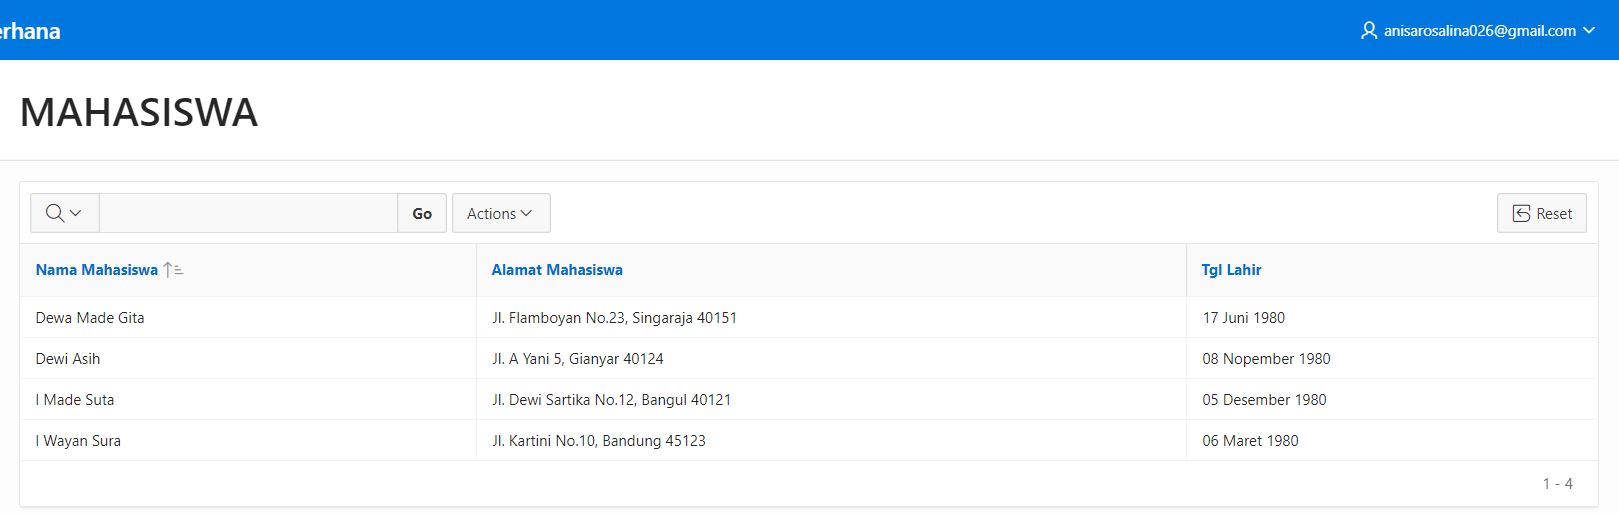 erhana anisarosalina026@gmail.com
MAHASISWA
Go Actions Reset
Nama Mahasiswa Alamat Mahasiswa Tgl Lahir
Dewa Made Gita Jl. Flamboyan No.23, Singaraja 40151 17 Juni 1980
Dewi Asih Jl. A Yani 5, Gianyar 40124 08 Nopember 1980
I Made Suta Jl. Dewi Sartika No.12, Bangul 40121 05 Desember 1980
I Wayan Sura Jl. Kartini No.10, Bandung 45123 06 Maret 1980
1 - 4